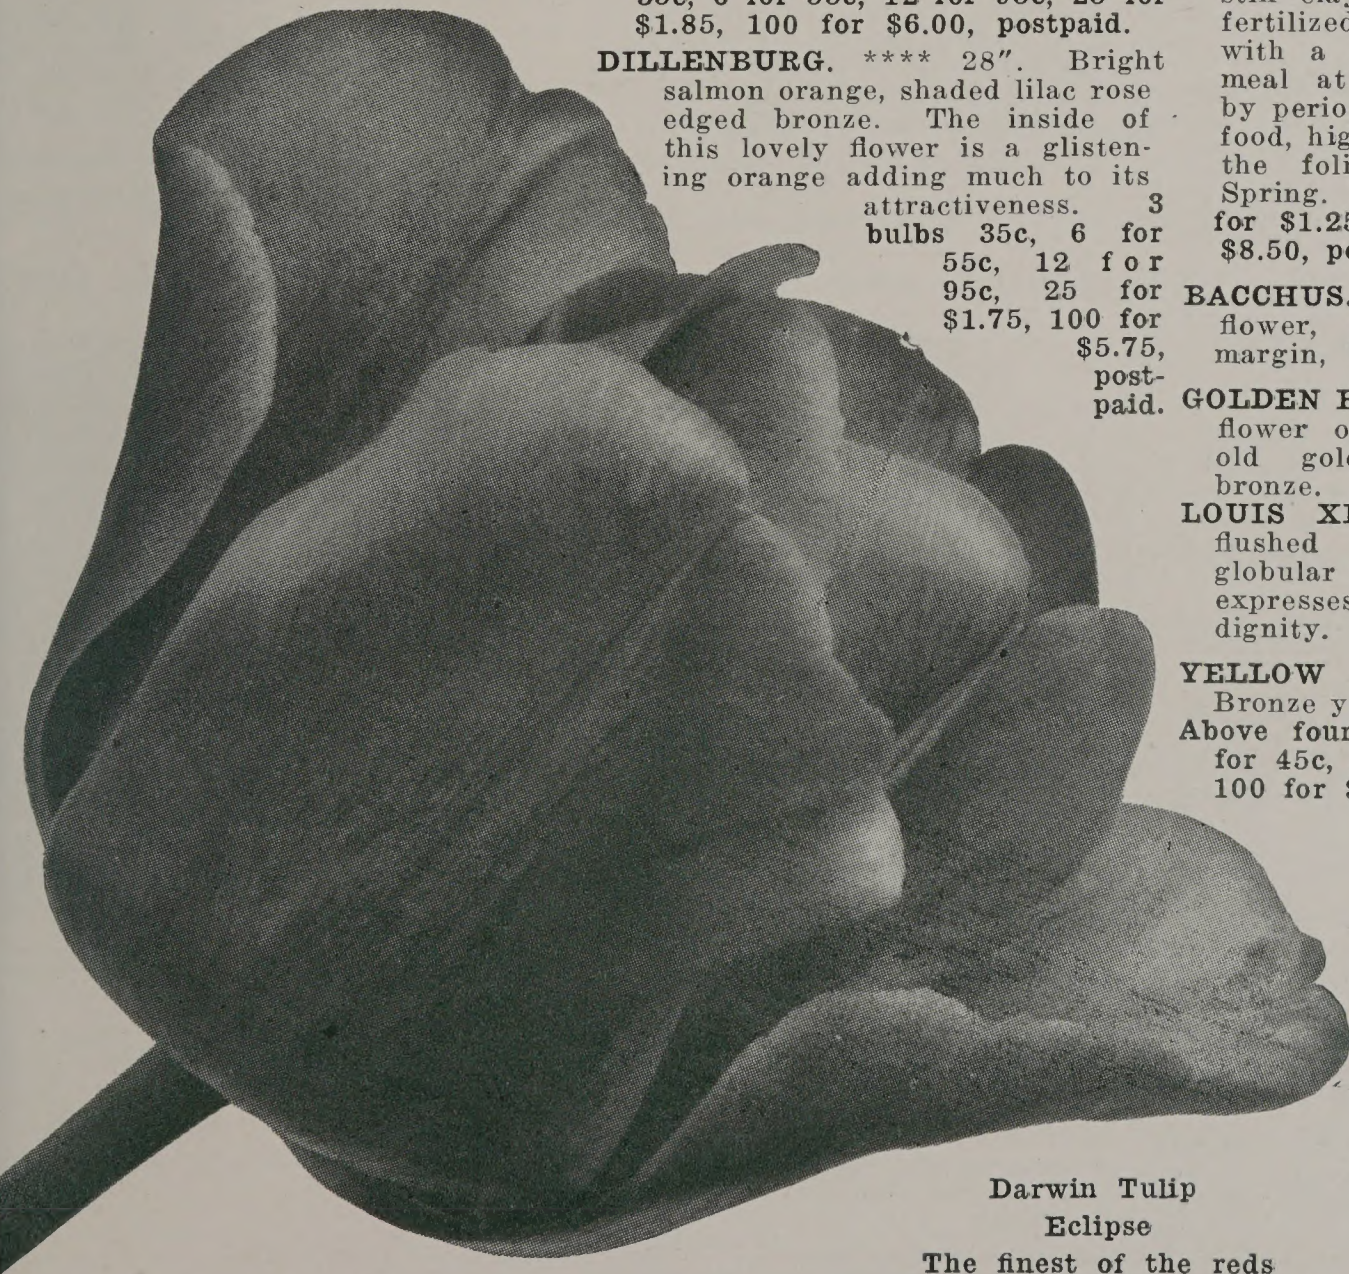 $1.85, 100 for $6.00, postpaid.
DILLENBURG. **** 28". Bright
salmon orange, shaded lilac rose
edged bronze. The inside of
this lovely flower is a glisten-
ing orange adding much to its
attractiveness. 3
bulbs 35c, 6 for
55c, 12 for
95c, 25 for
$1.75, 100 for
$5.75,
post-
paid.
fertilized
with a
meal at
by perio
food, hig
the foli
Spring.
for $1.25
$8.50, p
BACCHUS.
flower,
margin,
GOLDEN
flower o
old gol
bronze.
LOUIS XI
flushed
globular
expresses
dignity.
YELLOW
Bronze y
Above four
for 45c,
100 for
Darwin Tulip
Eclipse
The finest of the reds